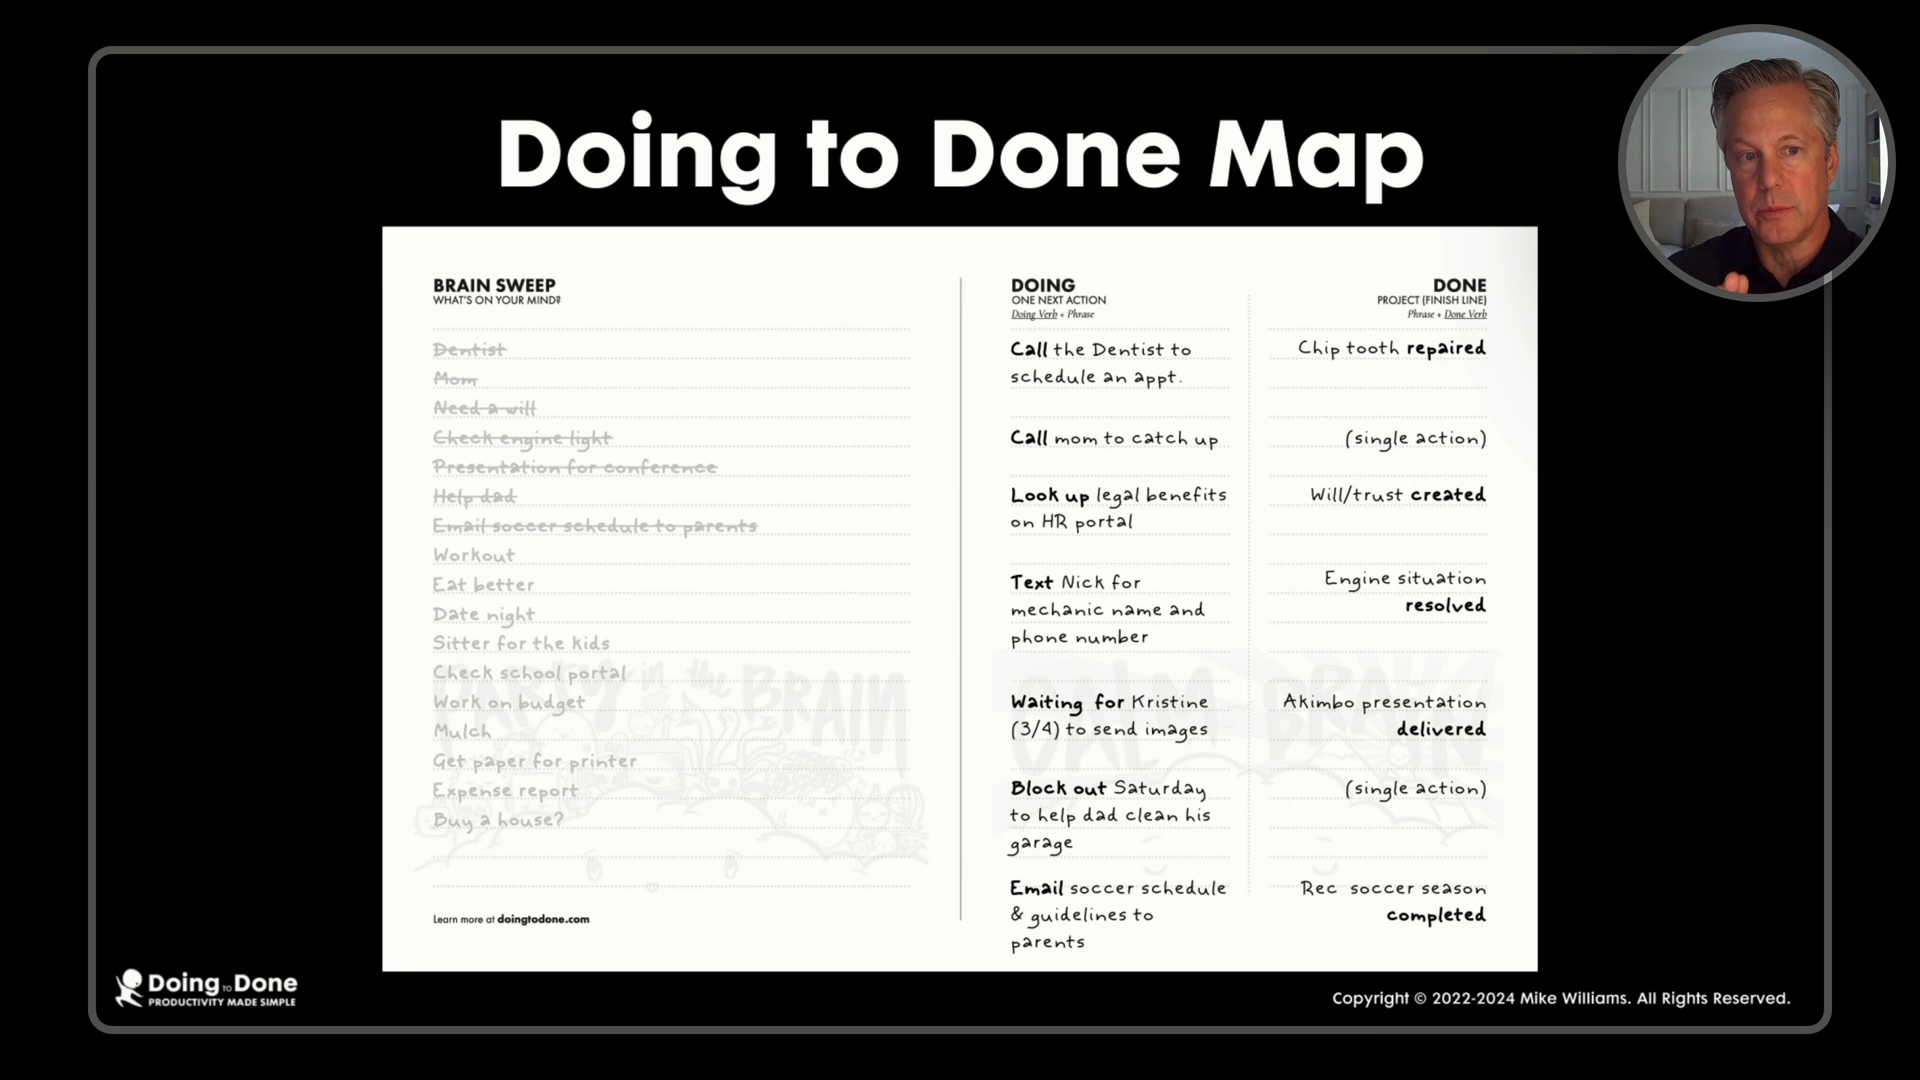 Doing to Done Map
BRAIN SWEEP
WHAT'S ON YOUR MIND?
Dentist
Mom
Need a will
Check engine light
Presentation for conference
Help dad
Email soccer schedule to parents
Workout
Eat better
Date night
Sitter for the kids
Check school portal
Work on budget
Mulch
Get paper for printer
Expense report
Buy a house?
PARTY in the BRAIN
Learn more at doingtodone.com
DOING
ONE NEXT ACTION
Doing Verb + Phrase
DONE
PROJECT (FINISH LINE)
Phrase + Done Verb
Call the Dentist to
schedule an appt.
Chip tooth repaired
Call mom to catch up
(single action)
Look up legal benefits
on HR portal
Will/trust created
Text Nick for
mechanic name and
phone number
Engine situation
resolved
Waiting for Kristine
(3/4) to send images
Akimbo presentation
delivered
Block out Saturday
to help dad clean his
garage
(single action)
Email soccer schedule
& guidelines to
parents
Rec soccer season
completed
CALM BRAIN
Doing TO Done
PRODUCTIVITY MADE SIMPLE
Copyright © 2022-2024 Mike Williams. All Rights Reserved.